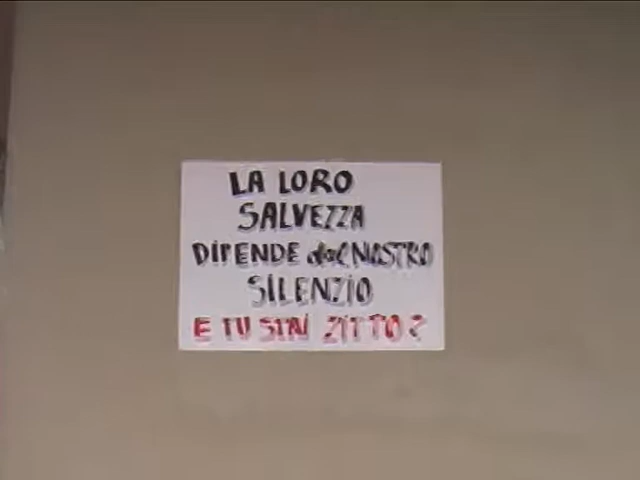 LA LORO
SALVEZZA
DIPENDE dal NOSTRO
SILENZIO
E TU STAI ZITTO?